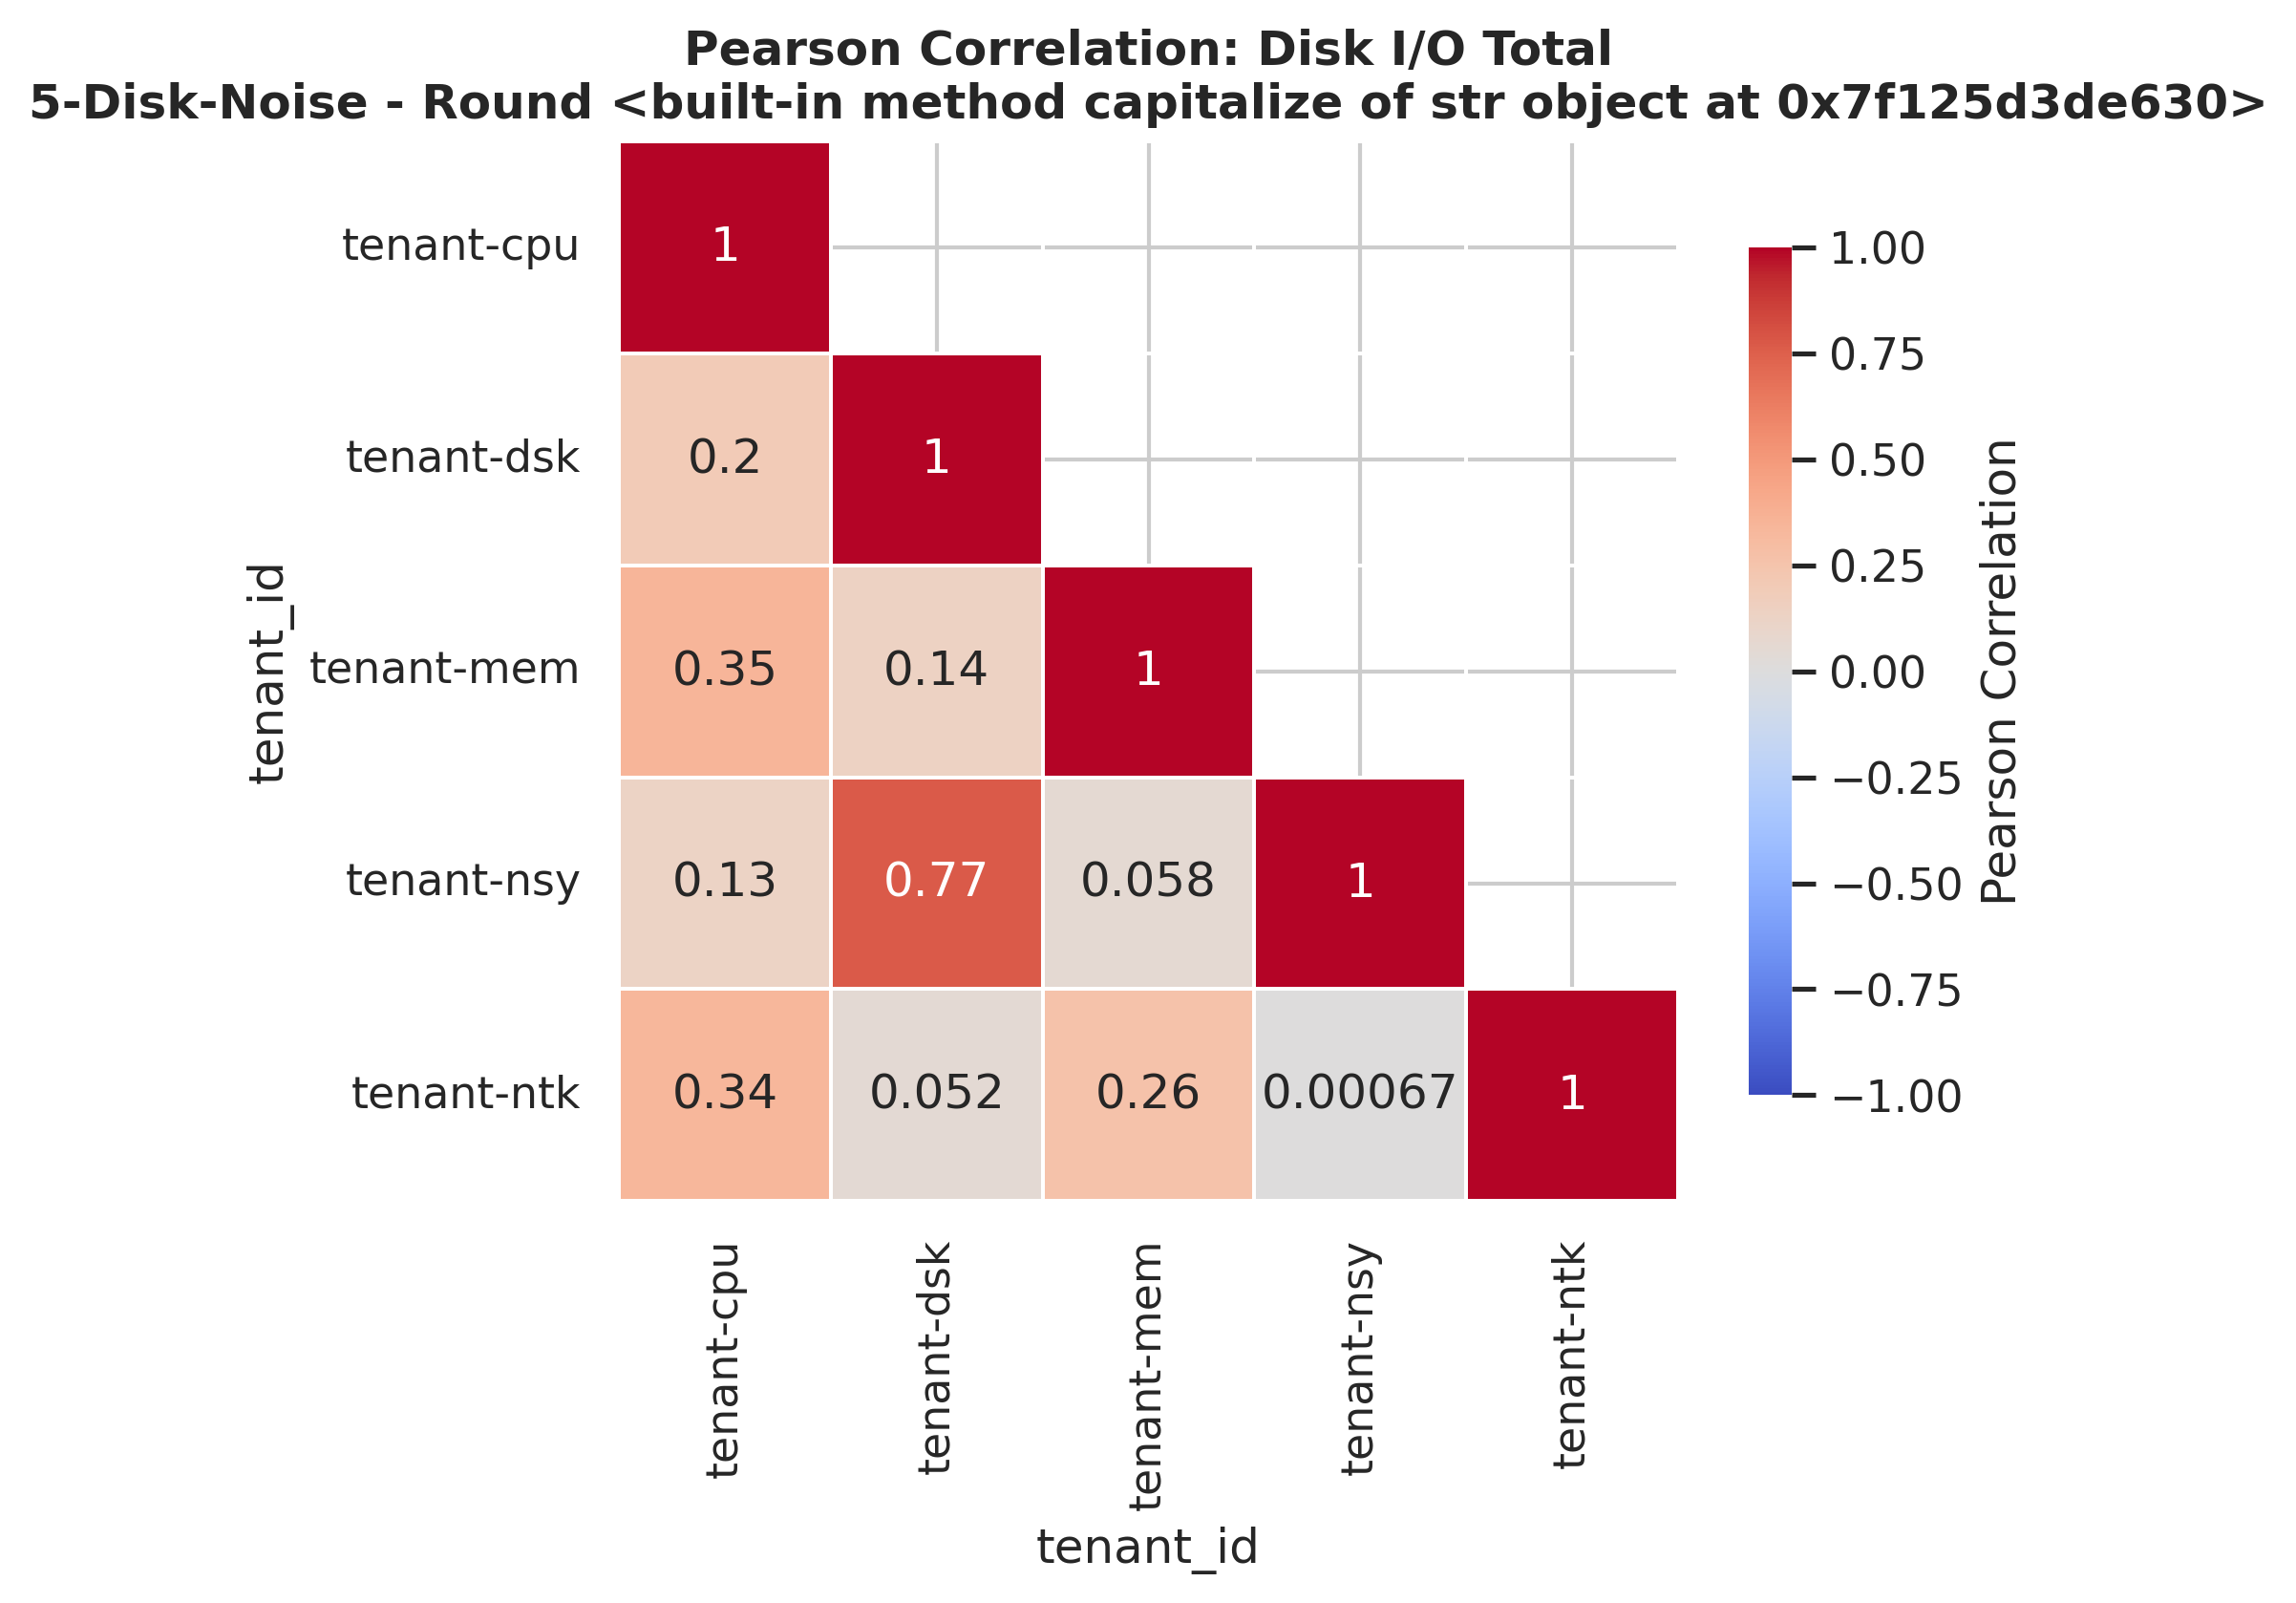 Pearson Correlation: Disk I/O Total
5-Disk-Noise - Round <built-in method capitalize of str object at 0x7f125d3de630>
tenant_id
tenant-cpu
1
tenant-dsk
0.2 1
tenant-mem
0.35 0.14 1
tenant-nsy
0.13 0.77 0.058 1
tenant-ntk
0.34 0.052 0.26 0.00067 1
tenant-cpu
tenant-dsk
tenant-mem
tenant-nsy
tenant-ntk
tenant_id
1.00
0.75
0.50
0.25
0.00
−0.25
−0.50
−0.75
−1.00
Pearson Correlation